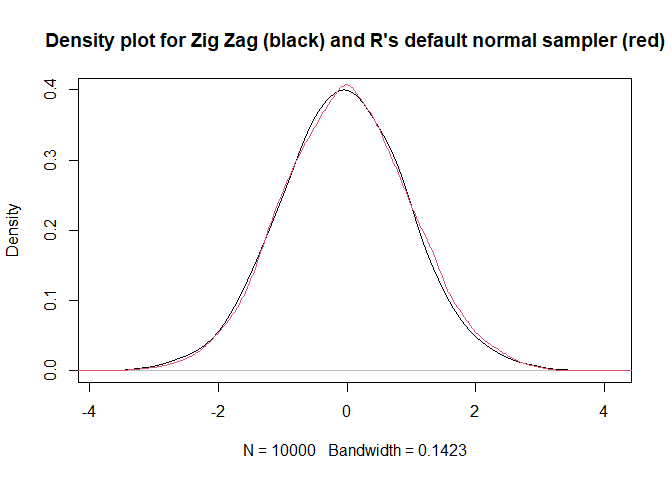 Density plot for Zig Zag (black) and R's default normal sampler (red)
Density
0.4
0.3
0.2
0.1
0.0
-4 -2 0 2 4
N = 10000 Bandwidth = 0.1423